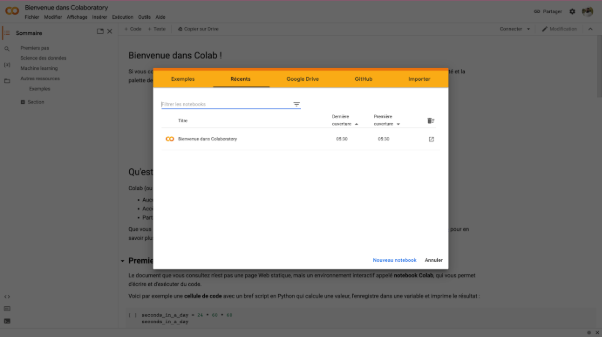 Bienvenue dans Colaboratory
Fichier Modifier Affichage Insérer Exécution Outils Aide
Partager
Sommaire
+ Code + Texte
Copier sur Drive
Connecter
Modification
Premiers pas
Science des données
Machine learning
Autres ressources
Exemples
Section
Bienvenue dans Colab !
Si vous
té et la
palette de
Exemples
Récents
Google Drive
GitHub
Importer
Filtrer les notebooks
Titre
Dernière ouverture
Première ouverture
Bienvenue dans Colaboratory
05:30
05:30
Qu'est
Colab (ou
Que vous
pour en
savoir plus
Nouveau notebook
Annuler
Premie
Le document que vous consultez n'est pas une page Web statique, mais un environnement interactif appelé notebook Colab, qui vous permet
d'écrire et d'exécuter du code.
Voici par exemple une cellule de code avec un bref script en Python qui calcule une valeur, l'enregistre dans une variable et imprime le résultat :
[ ] seconds_in_a_day = 24 * 60 * 60
seconds_in_a_day